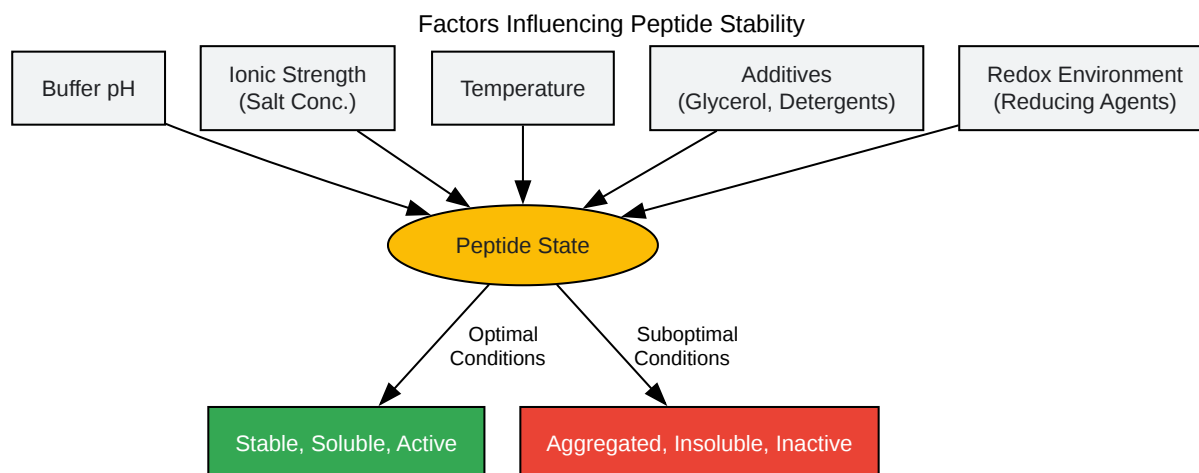 Factors Influencing Peptide Stability
Buffer pH
Ionic Strength
(Salt Conc.)
Temperature
Additives
(Glycerol, Detergents)
Redox Environment
(Reducing Agents)
Peptide State
Optimal
Conditions
Suboptimal
Conditions
Stable, Soluble, Active
Aggregated, Insoluble, Inactive